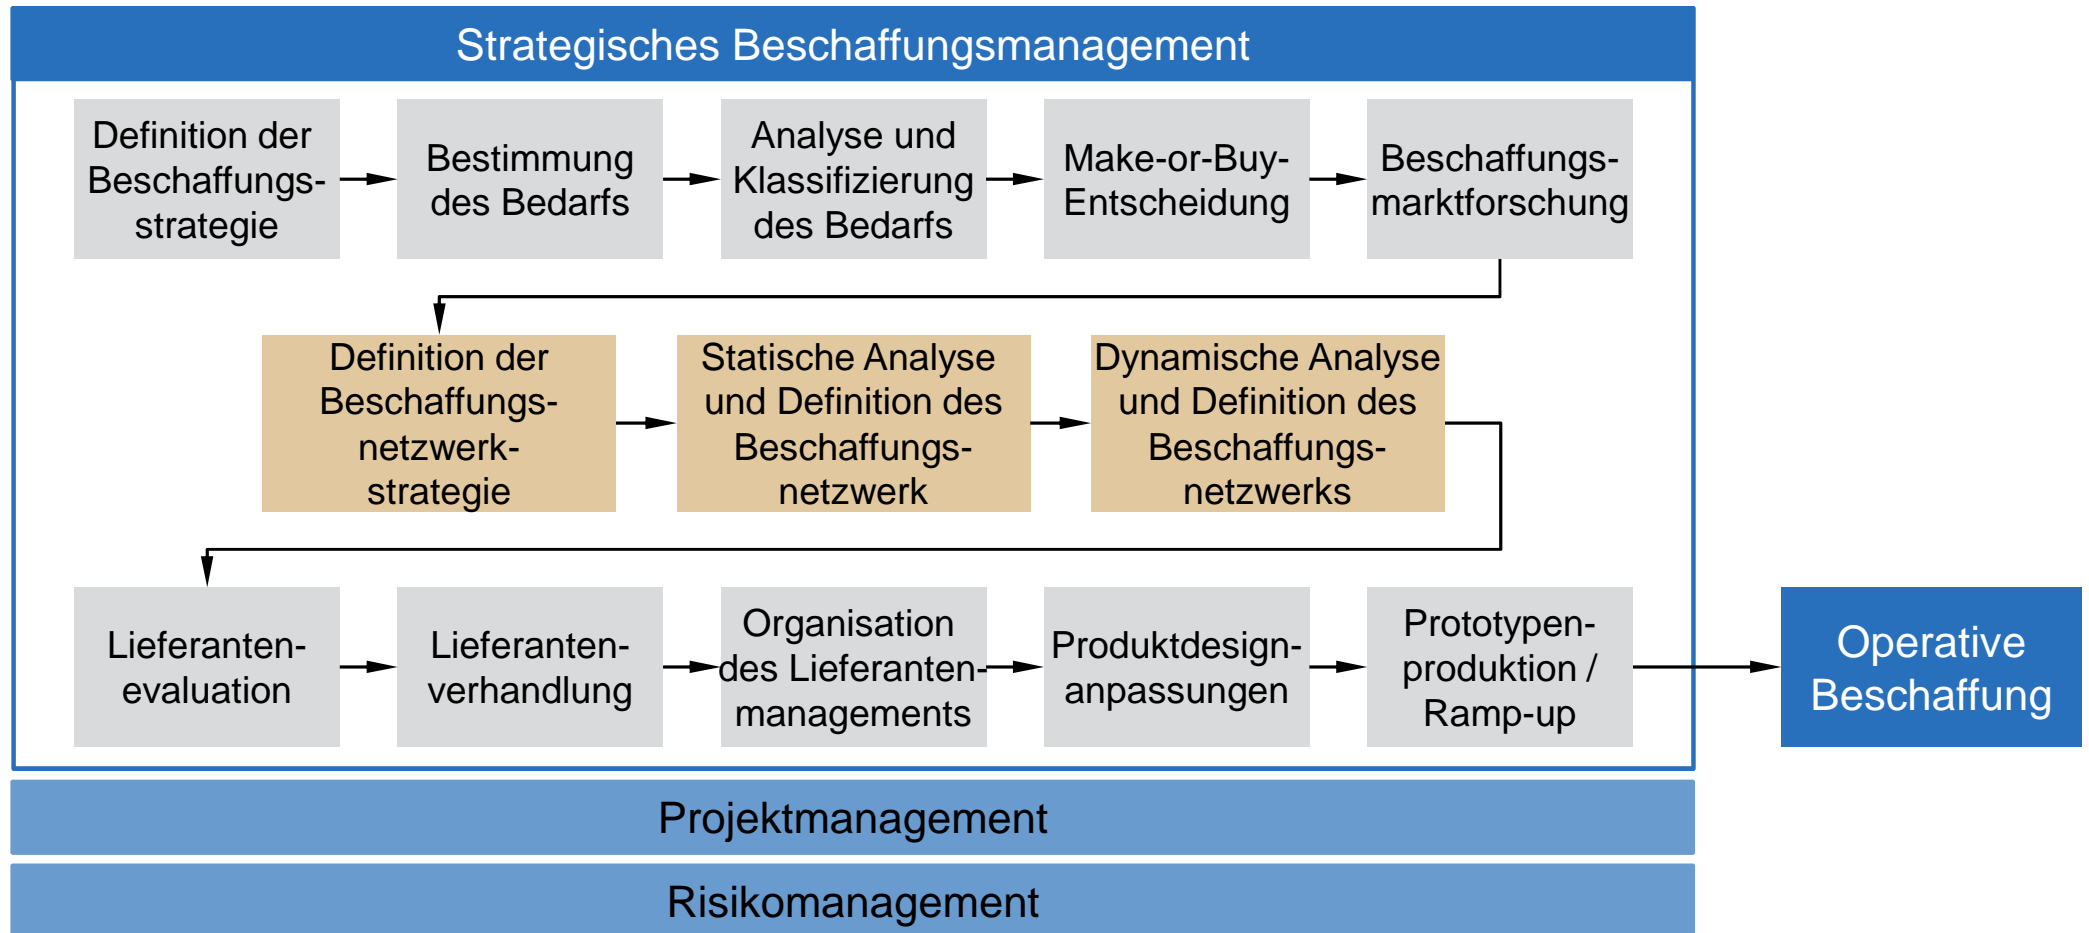 Strategisches Beschaffungsmanagement
Definition der
Beschaffungs-
strategie
Bestimmung
des Bedarfs
Analyse und
Klassifizierung
des Bedarfs
Make-or-Buy-
Entscheidung
Beschaffungs-
marktforschung
Definition der
Beschaffungs-
netzwerk-
strategie
Statische Analyse
und Definition des
Beschaffungs-
netzwerk
Dynamische Analyse
und Definition des
Beschaffungs-
netzwerks
Lieferanten-
evaluation
Lieferanten-
verhandlung
Organisation
des Lieferanten-
managements
Produktdesign-
anpassungen
Prototypen-
produktion /
Ramp-up
Operative
Beschaffung
Projektmanagement
Risikomanagement